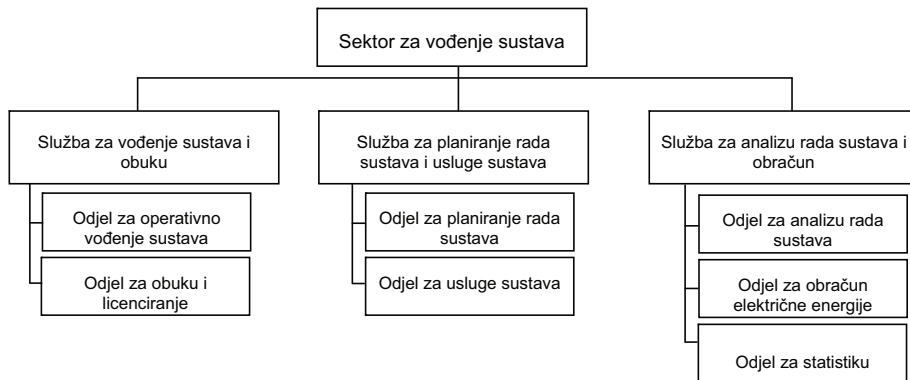 Sektor za vođenje sustava
Služba za vođenje sustava i
obuku
Služba za planiranje rada
sustava i usluge sustava
Služba za analizu rada sustava i
obračun
Odjel za operativno
vođenje sustava
Odjel za planiranje rada
sustava
Odjel za analizu rada
sustava
Odjel za obuku i
licenciranje
Odjel za usluge sustava
Odjel za obračun
električne energije
Odjel za statistiku